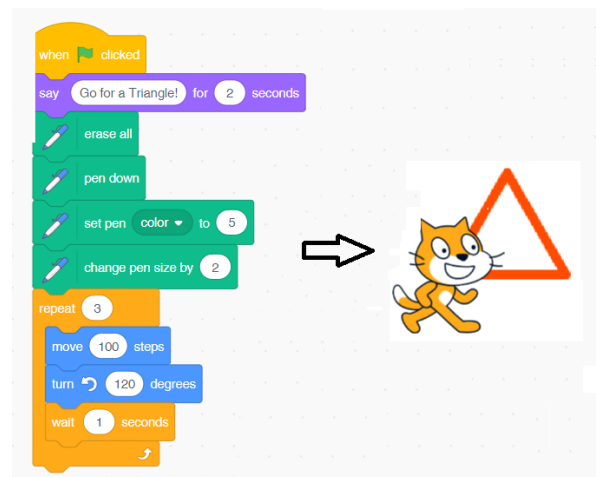 when clicked
say Go for a Triangle! for 2 seconds
erase all
pen down
set pen color to 5
change pen size by 2
repeat 3
move 100 steps
turn 120 degrees
wait 1 seconds